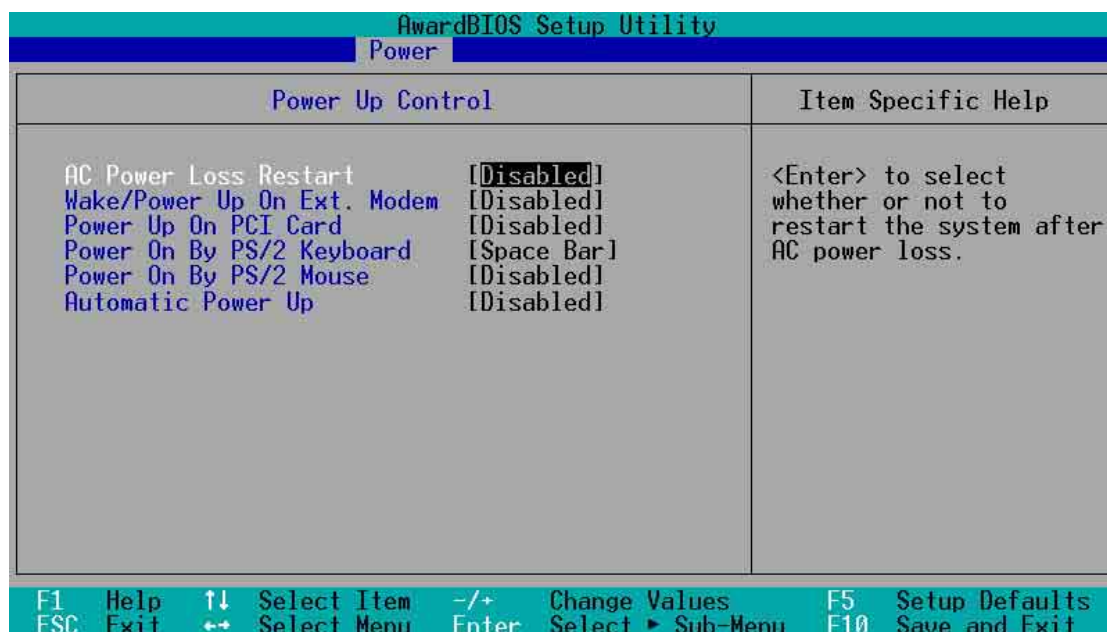 AwardBIOS Setup Utility
Power
Power Up Control
Item Specific Help
AC Power Loss Restart [Disabled]
Wake/Power Up On Ext. Modem [Disabled]
Power Up On PCI Card [Disabled]
Power On By PS/2 Keyboard [Space Bar]
Power On By PS/2 Mouse [Disabled]
Automatic Power Up [Disabled]
<Enter> to select
whether or not to
restart the system after
AC power loss.
F1 Help ↑↓ Select Item -/+ Change Values F5 Setup Defaults
ESC Exit ←→ Select Menu Enter Select ► Sub-Menu F10 Save and Exit